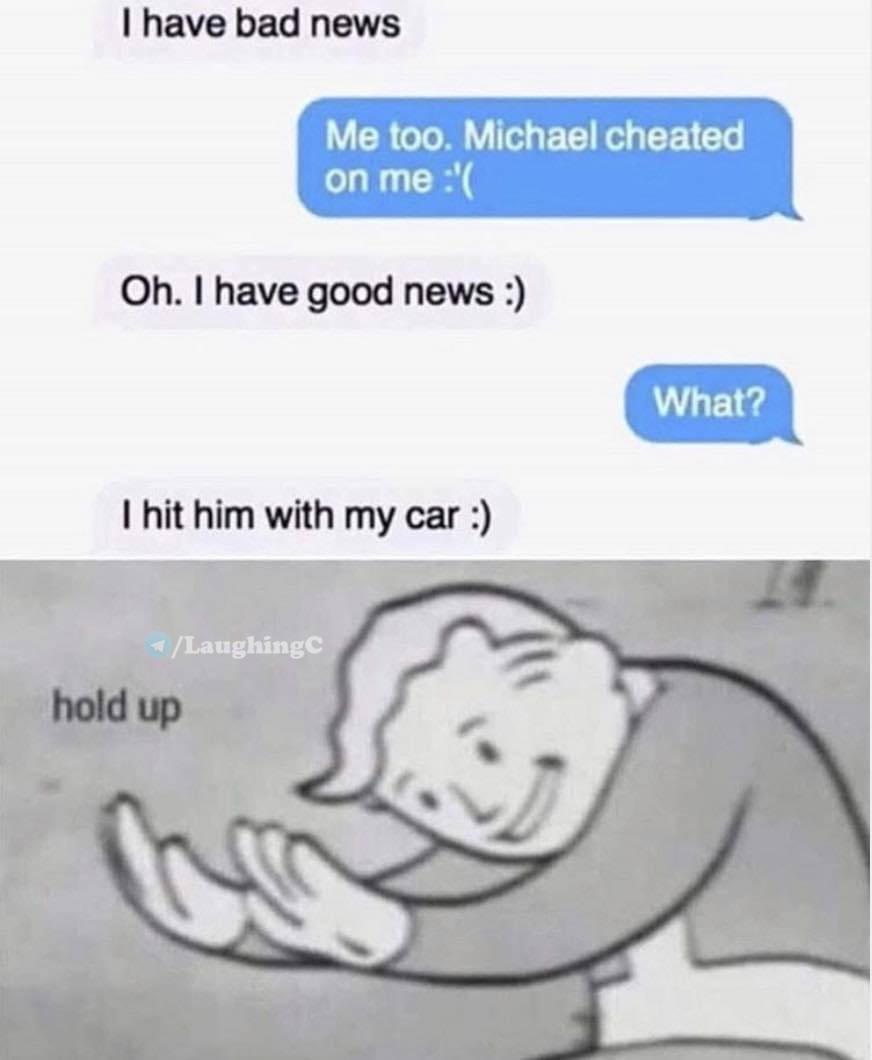 I have bad news
Me too. Michael cheated
on me :'(
Oh. I have good news :)
What?
I hit him with my car :)
/LaughingC
hold up